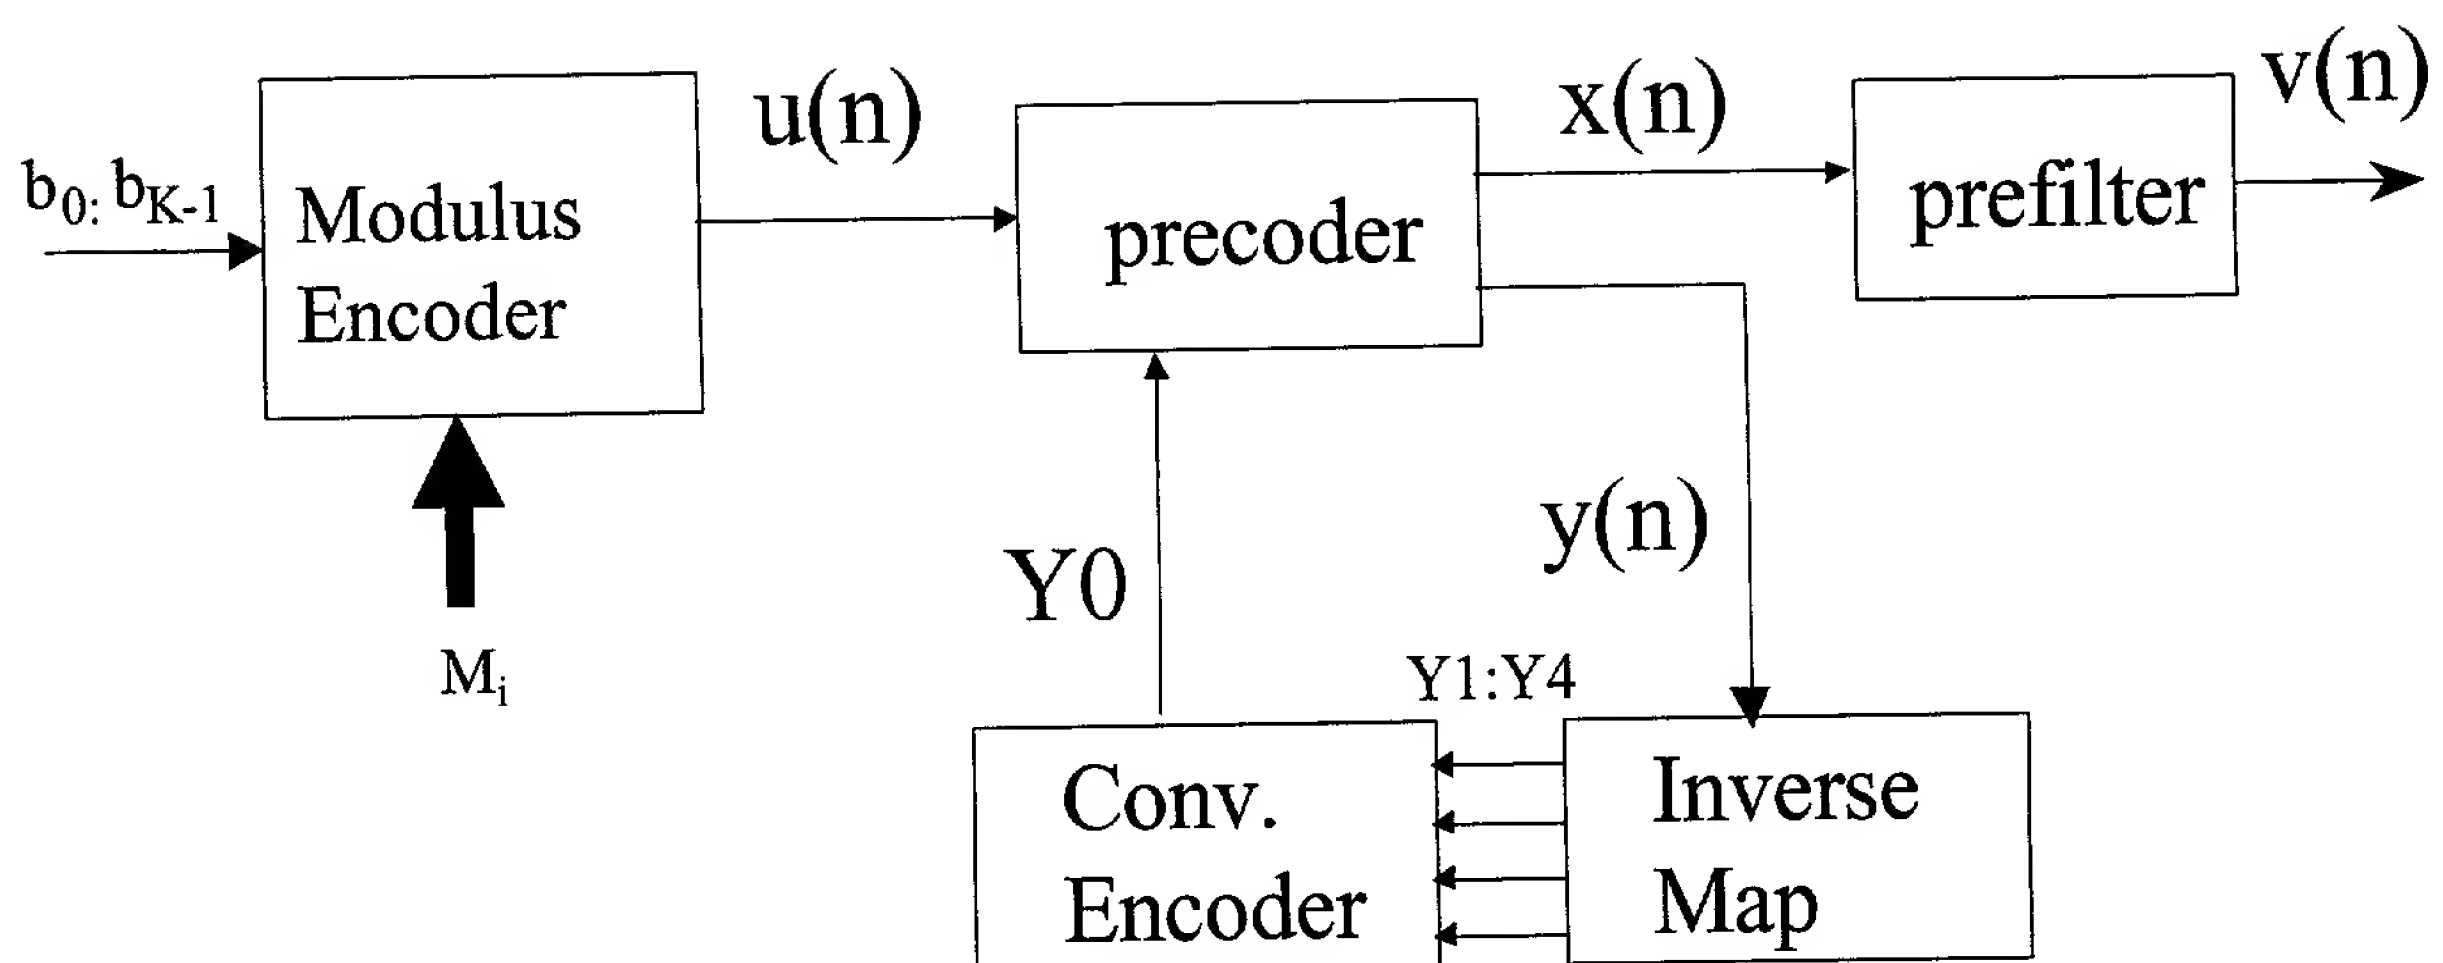 b0: bK-1
Modulus
Encoder
Mi
u(n)
precoder
x(n)
prefilter
v(n)
Y0
y(n)
Y1:Y4
Conv.
Encoder
Inverse
Map